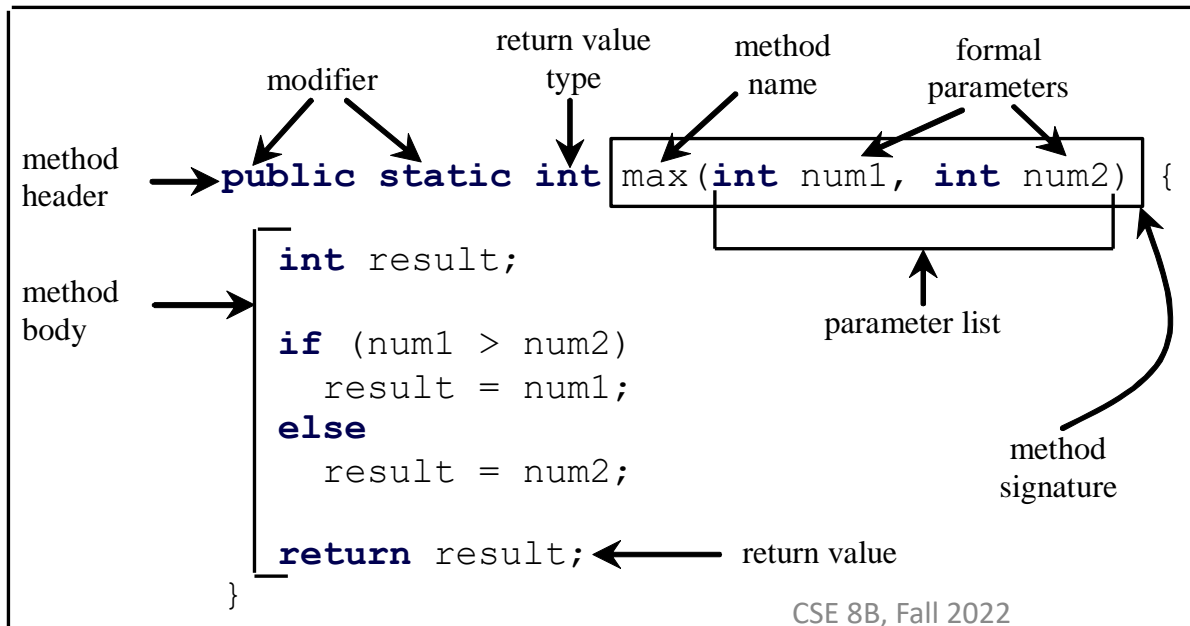 return value
type
method
name
formal
parameters
modifier
method
header
public static int max(int num1, int num2) {
int result;
method
body
parameter list
if (num1 > num2)
result = num1;
else
result = num2;
method
signature
return result;
return value
}
CSE 8B, Fall 2022